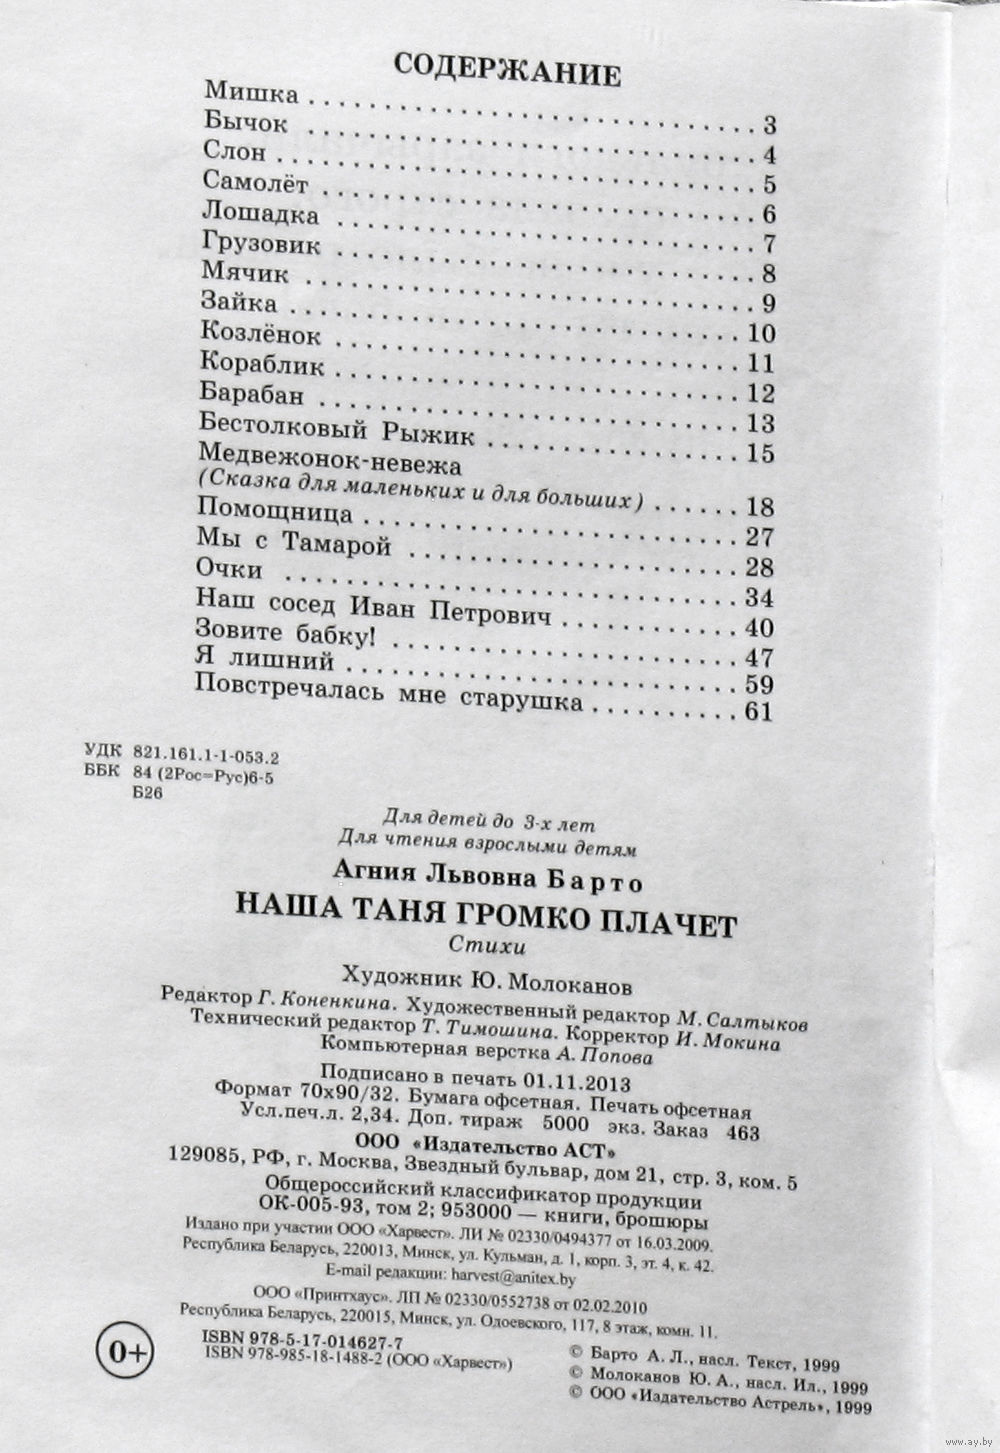 СОДЕРЖАНИЕ
Мишка . . . . . . . . . . . . . . . . . . . . . . . . . . . . . 3
Бычок . . . . . . . . . . . . . . . . . . . . . . . . . . . . . 4
Слон . . . . . . . . . . . . . . . . . . . . . . . . . . . . . . . 5
Самолёт . . . . . . . . . . . . . . . . . . . . . . . . . . . . 6
Лошадка . . . . . . . . . . . . . . . . . . . . . . . . . . . 7
Грузовик . . . . . . . . . . . . . . . . . . . . . . . . . . . 8
Мячик . . . . . . . . . . . . . . . . . . . . . . . . . . . . . 9
Зайка . . . . . . . . . . . . . . . . . . . . . . . . . . . . . 10
Козлёнок . . . . . . . . . . . . . . . . . . . . . . . . . . 11
Кораблик . . . . . . . . . . . . . . . . . . . . . . . . . . 12
Барабан . . . . . . . . . . . . . . . . . . . . . . . . . . . 13
Бестолковый Рыжик . . . . . . . . . . . . . . . . 15
Медвежонок-невежа
(Сказка для маленьких и для больших) . . . . . . 18
Помощница . . . . . . . . . . . . . . . . . . . . . . . . 27
Мы с Тамарой . . . . . . . . . . . . . . . . . . . . . 28
Очки . . . . . . . . . . . . . . . . . . . . . . . . . . . . . 34
Наш сосед Иван Петрович . . . . . . . . . . . . 40
Зовите бабку! . . . . . . . . . . . . . . . . . . . . . . 47
Я лишний . . . . . . . . . . . . . . . . . . . . . . . . . 59
Повстречалась мне старушка . . . . . . . . . . 61
УДК 821.161.1-1-053.2
ББК 84 (2Рос=Рус)6-5
Б26
Для детей до 3-х лет
Для чтения взрослыми детям
Агния Львовна Барто
НАША ТАНЯ ГРОМКО ПЛАЧЕТ
Стихи
Художник Ю. Молоканов
Редактор Г. Коненкина. Художественный редактор М. Салтыков
Технический редактор Т. Тимошина. Корректор И. Мокина
Компьютерная верстка А. Попова
Подписано в печать 01.11.2013
Формат 70х90/32. Бумага офсетная. Печать офсетная
Усл.печ.л. 2,34. Доп. тираж 5000 экз. Заказ 463
ООО «Издательство АСТ»
129085, РФ, г. Москва, Звездный бульвар, дом 21, стр. 3, ком. 5
Общероссийский классификатор продукции
ОК-005-93, том 2; 953000 — книги, брошюры
Издано при участии ООО «Харвест». ЛИ № 02330/0494377 от 16.03.2009.
Республика Беларусь, 220013, Минск, ул. Кульман, д. 1, корп. 3, эт. 4, к. 42.
E-mail редакции: harvest@anitex.by
ООО «Принтхаус». ЛП № 02330/0552738 от 02.02.2010
Республика Беларусь, 220015, Минск, ул. Одоевского, 117, 8 этаж, комн. 11.
0+
ISBN 978-5-17-014627-7
ISBN 978-985-18-1488-2 (ООО «Харвест»)
© Барто А. Л., насл. Текст, 1999
© Молоканов Ю. А., насл. Ил., 1999
© ООО «Издательство Астрель», 1999
www.ay.by